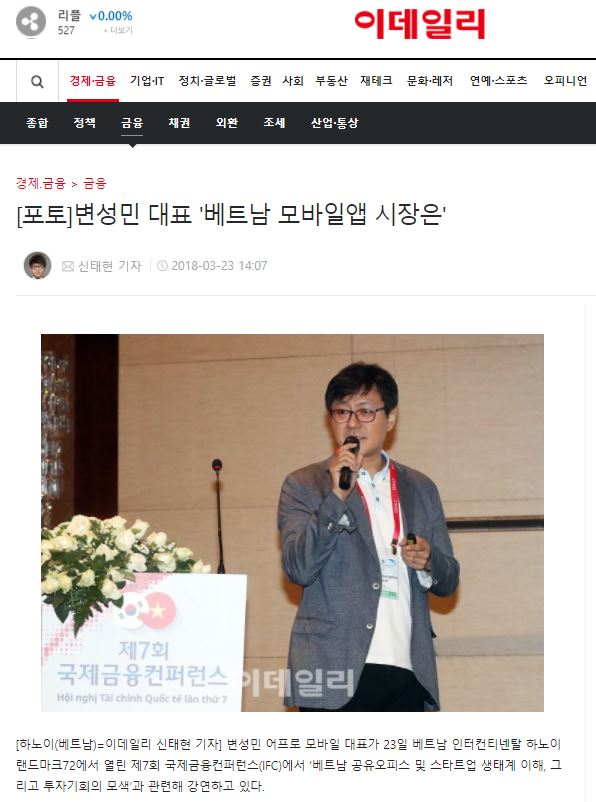 리플 0.00%
527 + 더보기
이데일리
경제·금융 기업·IT 정치·글로벌 증권 사회 부동산 재테크 문화·레저 연예·스포츠 오피니언
종합 정책 금융 채권 외환 조세 산업·통상
경제.금융 > 금융
[포토]변성민 대표 '베트남 모바일앱 시장은'
신태현 기자 2018-03-23 14:07
제7회
국제금융컨퍼런스
이데일리
Hội nghị Tài chính Quốc tế lần thứ 7
[하노이(베트남)=이데일리 신태현 기자] 변성민 어프로 모바일 대표가 23일 베트남 인터컨티넨탈 하노이
랜드마크72에서 열린 제7회 국제금융컨퍼런스(IFC)에서 '베트남 공유오피스 및 스타트업 생태계 이해, 그
리고 투자기회의 모색'과 관련해 강연하고 있다.